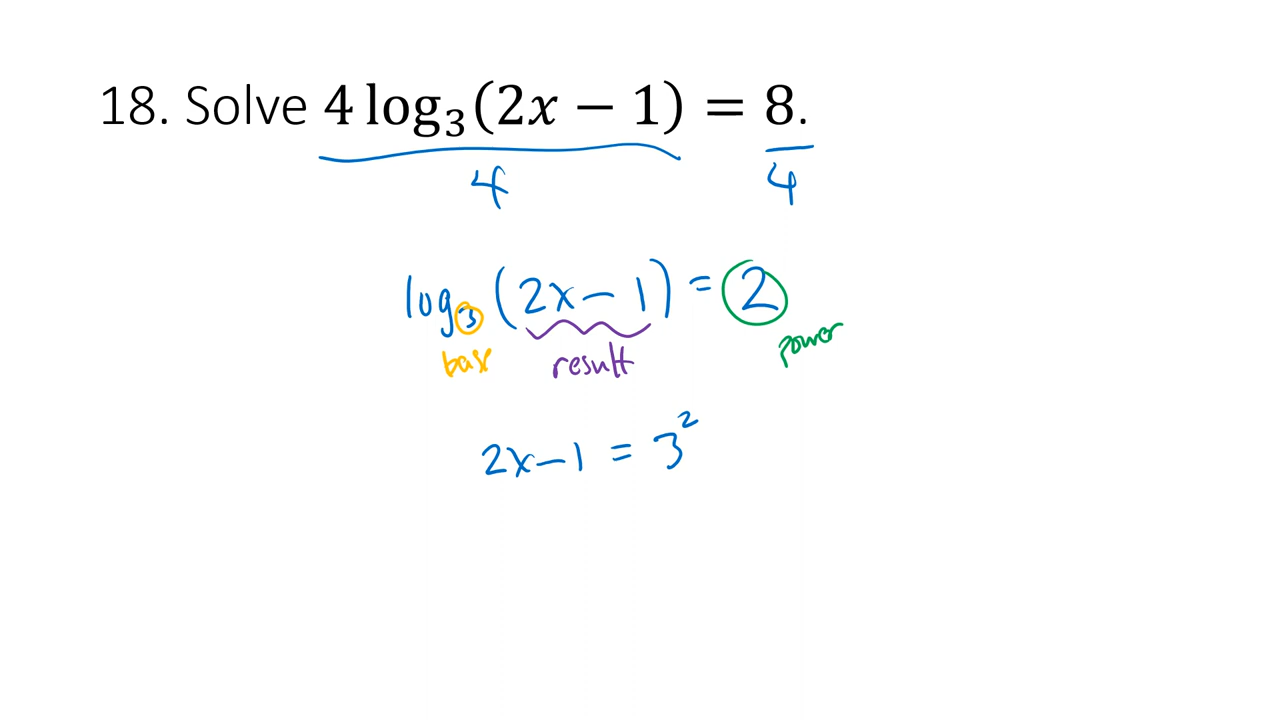 18. Solve 4 log₃(2x − 1) = 8.
4 4
log₃ (2x − 1) = 2
base result power
2x − 1 = 3²